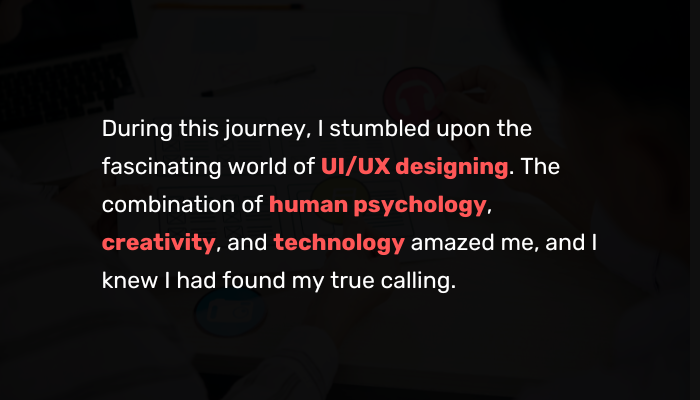 During this journey, I stumbled upon the
fascinating world of UI/UX designing. The
combination of human psychology,
creativity, and technology amazed me, and I
knew I had found my true calling.